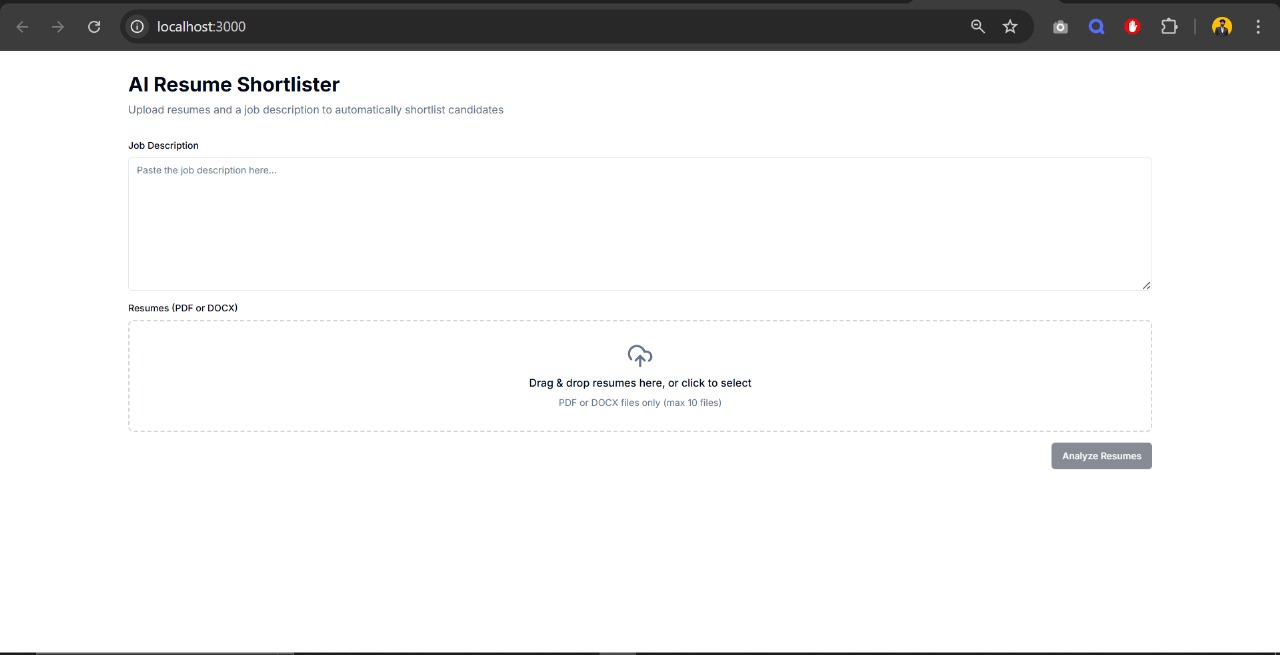 localhost:3000
AI Resume Shortlister
Upload resumes and a job description to automatically shortlist candidates
Job Description
Paste the job description here...
Resumes (PDF or DOCX)
Drag & drop resumes here, or click to select
PDF or DOCX files only (max 10 files)
Analyze Resumes